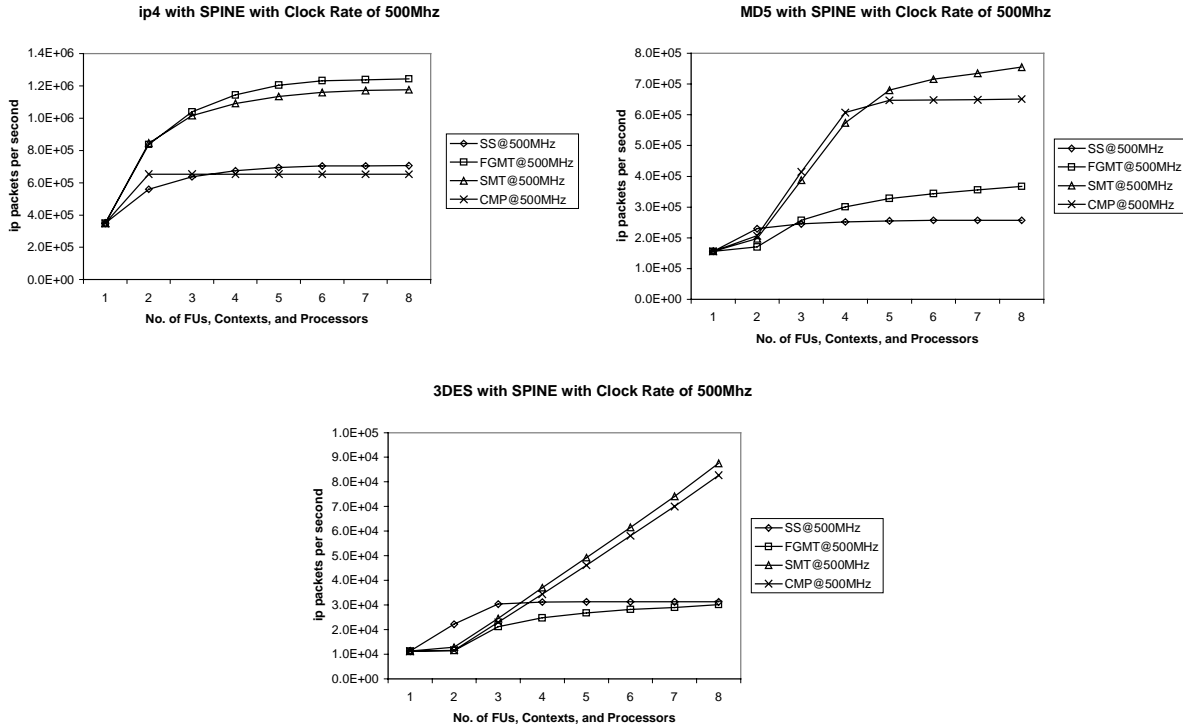 ip4 with SPINE with Clock Rate of 500Mhz
ip packets per second
1.4E+06
1.2E+06
1.0E+06
8.0E+05
6.0E+05
4.0E+05
2.0E+05
0.0E+00
1 2 3 4 5 6 7 8
No. of FUs, Contexts, and Processors
SS@500MHz
FGMT@500MHz
SMT@500MHz
CMP@500MHz
MD5 with SPINE with Clock Rate of 500Mhz
ip packets per second
8.0E+05
7.0E+05
6.0E+05
5.0E+05
4.0E+05
3.0E+05
2.0E+05
1.0E+05
0.0E+00
1 2 3 4 5 6 7 8
No. of FUs, Contexts, and Processors
SS@500MHz
FGMT@500MHz
SMT@500MHz
CMP@500MHz
3DES with SPINE with Clock Rate of 500Mhz
ip packets per second
1.0E+05
9.0E+04
8.0E+04
7.0E+04
6.0E+04
5.0E+04
4.0E+04
3.0E+04
2.0E+04
1.0E+04
0.0E+00
1 2 3 4 5 6 7 8
No. of FUs, Contexts, and Processors
SS@500MHz
FGMT@500MHz
SMT@500MHz
CMP@500MHz